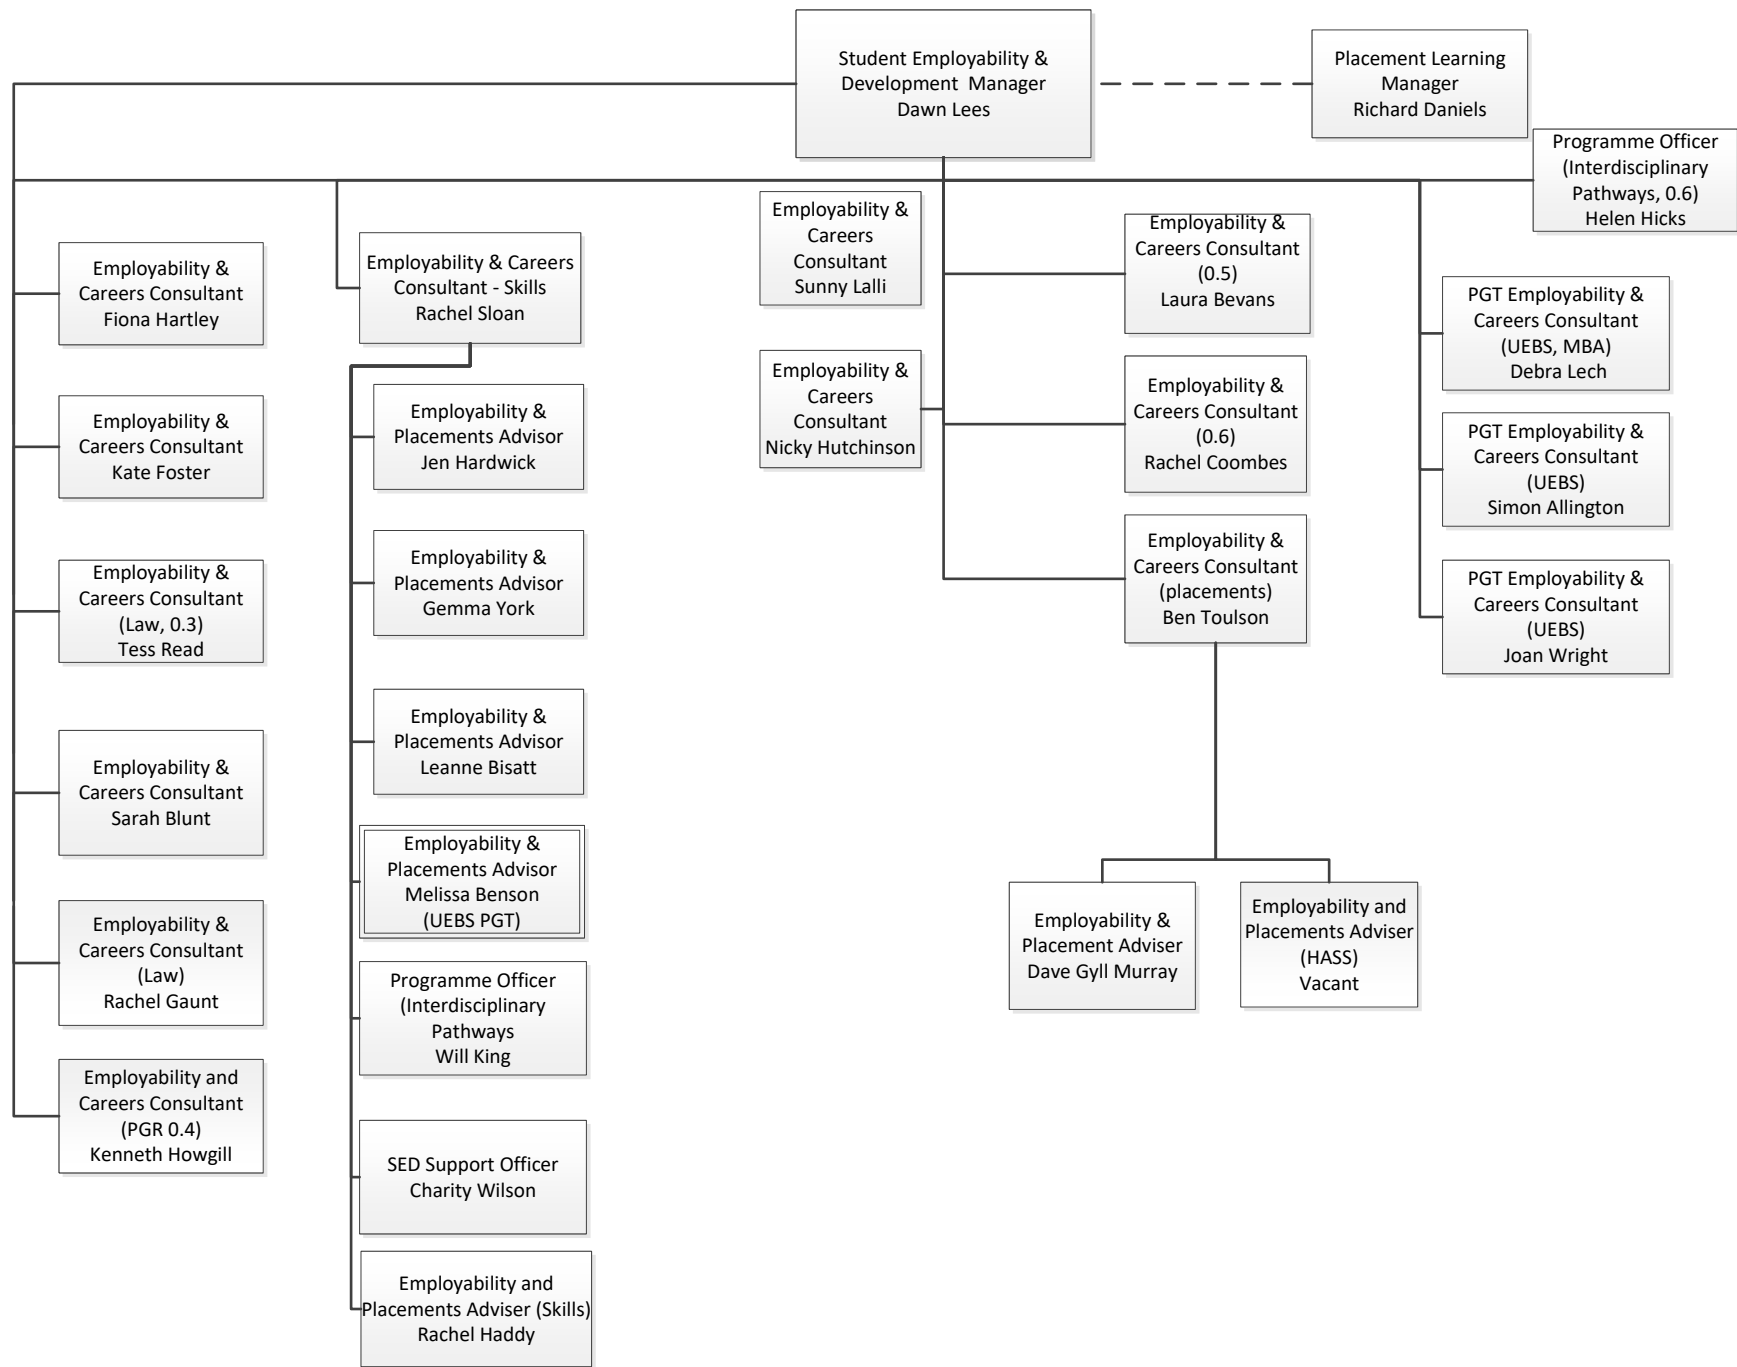 Student Employability &
Development  Manager
Dawn Lees
Placement Learning
Manager
Richard Daniels
Programme Officer
(Interdisciplinary
Pathways, 0.6)
Helen Hicks
Employability &
Careers Consultant
Fiona Hartley
Employability &
Careers Consultant
Kate Foster
Employability &
Careers Consultant
(Law, 0.3)
Tess Read
Employability &
Careers Consultant
Sarah Blunt
Employability &
Careers Consultant
(Law)
Rachel Gaunt
Employability and
Careers Consultant
(PGR 0.4)
Kenneth Howgill
Employability & Careers
Consultant - Skills
Rachel Sloan
Employability &
Placements Advisor
Jen Hardwick
Employability &
Placements Advisor
Gemma York
Employability &
Placements Advisor
Leanne Bisatt
Employability &
Placements Advisor
Melissa Benson
(UEBS PGT)
Programme Officer
(Interdisciplinary
Pathways
Will King
SED Support Officer
Charity Wilson
Employability and
Placements Adviser (Skills)
Rachel Haddy
Employability &
Careers
Consultant
Sunny Lalli
Employability &
Careers
Consultant
Nicky Hutchinson
Employability &
Careers Consultant
(0.5)
Laura Bevans
Employability &
Careers Consultant
(0.6)
Rachel Coombes
Employability &
Careers Consultant
(placements)
Ben Toulson
Employability &
Placement Adviser
Dave Gyll Murray
Employability and
Placements Adviser
(HASS)
Vacant
PGT Employability &
Careers Consultant
(UEBS, MBA)
Debra Lech
PGT Employability &
Careers Consultant
(UEBS)
Simon Allington
PGT Employability &
Careers Consultant
(UEBS)
Joan Wright